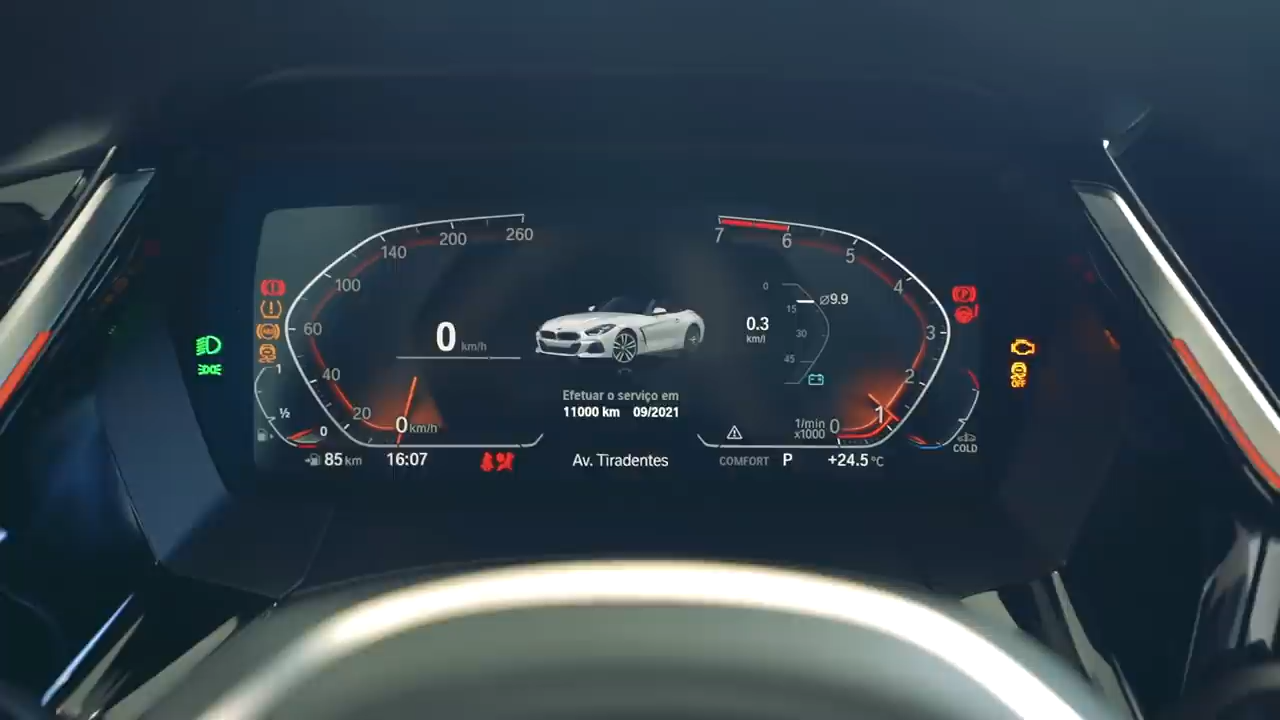 260
200
140
100
60
40
20
0 km/h
0 km/h
1
½
0
85 km
16:07
Efetuar o serviço em
11000 km 09/2021
Av. Tiradentes
7
6
5
4
3
2
1
0
1/min
x1000
0
15
30
45
⌀9.9
0.3
km/l
COMFORT P +24.5 °C
COLD
P
OFF